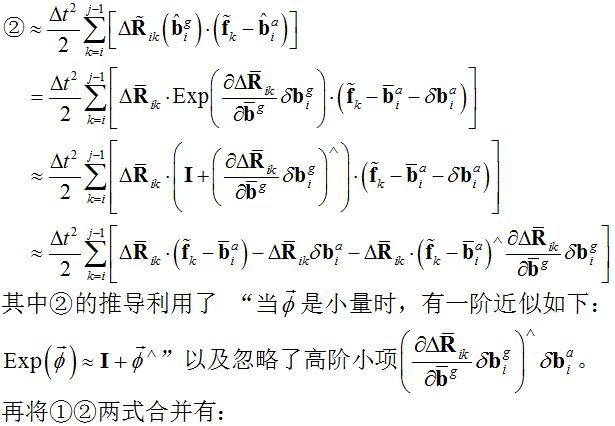 ② ≈ \frac{\Delta t^2}{2} \sum_{k=i}^{j-1} \left[ \Delta\tilde{\mathbf{R}}_{ik}\left(\hat{\mathbf{b}}_i^g\right) \cdot \left(\tilde{\mathbf{f}}_k - \hat{\mathbf{b}}_i^a\right) \right]
= \frac{\Delta t^2}{2} \sum_{k=i}^{j-1} \left[ \Delta\bar{\mathbf{R}}_{ik} \cdot \mathrm{Exp}\left( \frac{\partial\Delta\bar{\mathbf{R}}_{ik}}{\partial\bar{\mathbf{b}}^g} \delta\mathbf{b}_i^g \right) \cdot \left( \tilde{\mathbf{f}}_k - \bar{\mathbf{b}}_i^a - \delta\mathbf{b}_i^a \right) \right]
≈ \frac{\Delta t^2}{2} \sum_{k=i}^{j-1} \left[ \Delta\bar{\mathbf{R}}_{ik} \cdot \left( \mathbf{I} + \left( \frac{\partial\Delta\bar{\mathbf{R}}_{ik}}{\partial\bar{\mathbf{b}}^g} \delta\mathbf{b}_i^g \right)^{\wedge} \right) \cdot \left( \tilde{\mathbf{f}}_k - \bar{\mathbf{b}}_i^a - \delta\mathbf{b}_i^a \right) \right]
≈ \frac{\Delta t^2}{2} \sum_{k=i}^{j-1} \left[ \Delta\bar{\mathbf{R}}_{ik} \cdot \left( \tilde{\mathbf{f}}_k - \bar{\mathbf{b}}_i^a \right) - \Delta\bar{\mathbf{R}}_{ik} \delta\mathbf{b}_i^a - \Delta\bar{\mathbf{R}}_{ik} \cdot \left( \tilde{\mathbf{f}}_k - \bar{\mathbf{b}}_i^a \right)^{\wedge} \frac{\partial\Delta\bar{\mathbf{R}}_{ik}}{\partial\bar{\mathbf{b}}^g} \delta\mathbf{b}_i^g \right]
其中②的推导利用了 “当 \vec{\phi} 是小量时，有一阶近似如下：
\mathrm{Exp}\left(\vec{\phi}\right) ≈ \mathbf{I} + \vec{\phi}^{\wedge}”以及忽略了高阶小项 \left( \frac{\partial\Delta\bar{\mathbf{R}}_{ik}}{\partial\bar{\mathbf{b}}^g} \delta\mathbf{b}_i^g \right)^{\wedge} \delta\mathbf{b}_i^a 。
再将①②两式合并有：